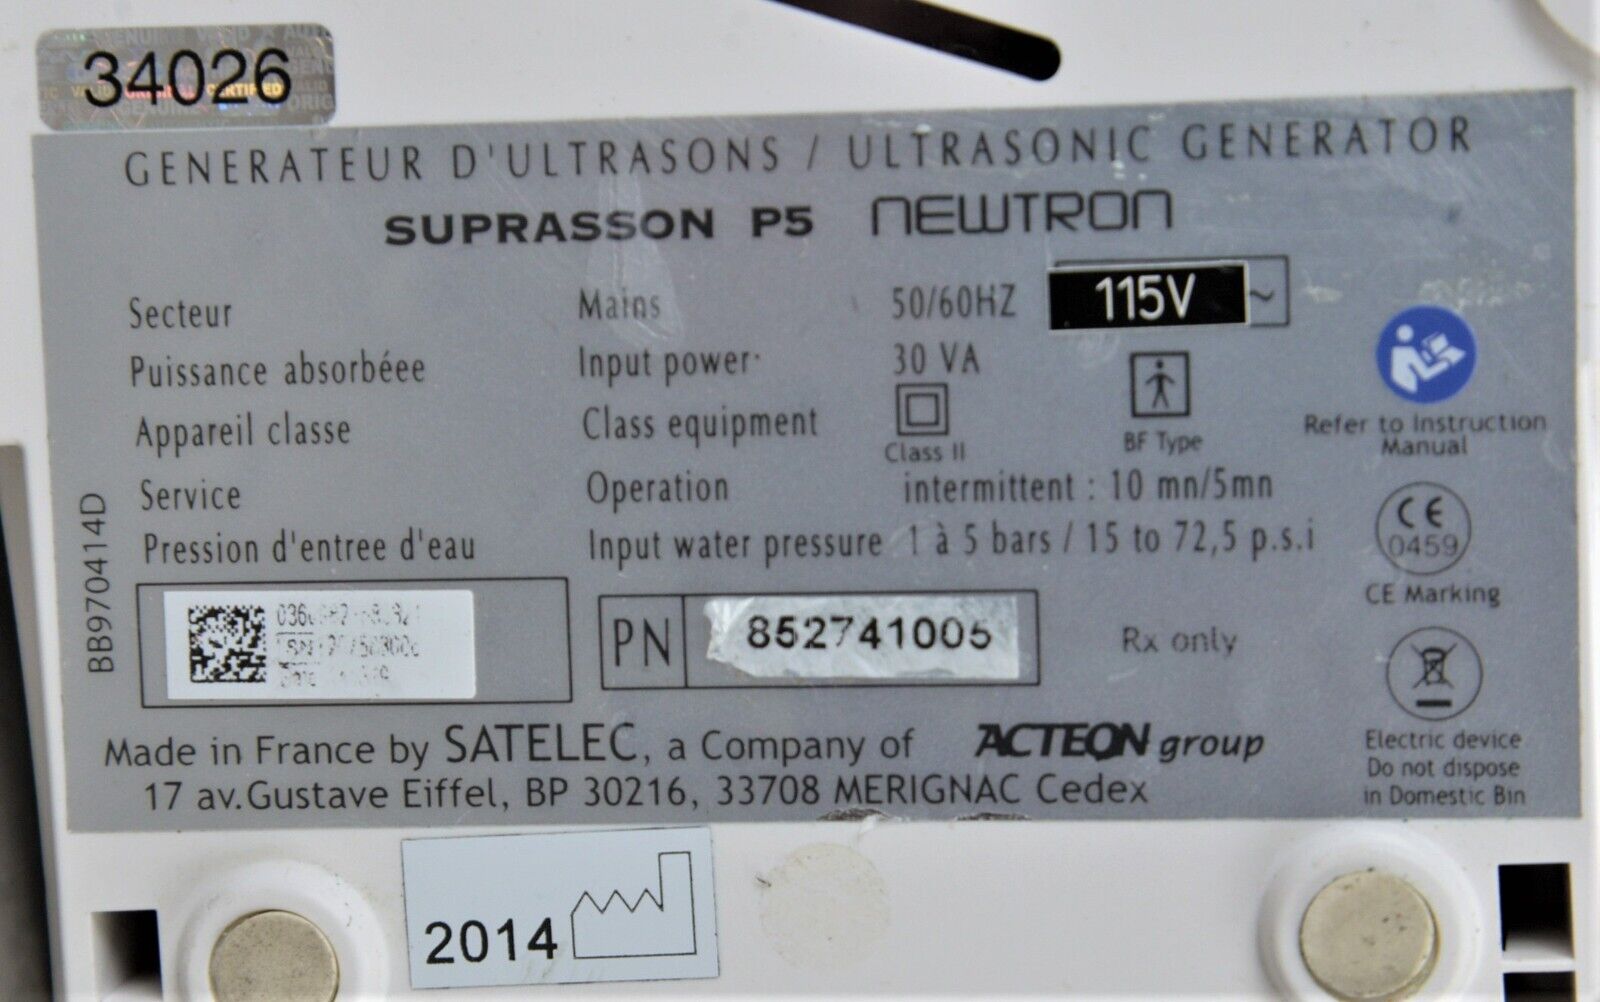 34026
GENERATEUR D'ULTRASONS / ULTRASONIC GENERATOR
SUPRASSON P5 NEWTRON
Secteur Mains 50/60HZ 115V ~
Puissance absorbéee Input power 30 VA
Appareil classe Class equipment
Class II
BF Type
Refer to Instruction
Manual
Service Operation intermittent : 10 mn/5mn
Pression d'entree d'eau Input water pressure 1 à 5 bars / 15 to 72,5 p.s.i
CE
0459
CE Marking
BB970414D
PN 852741005
Rx only
Made in France by SATELEC, a Company of ACTEON group
17 av.Gustave Eiffel, BP 30216, 33708 MERIGNAC Cedex
Electric device
Do not dispose
in Domestic Bin
2014